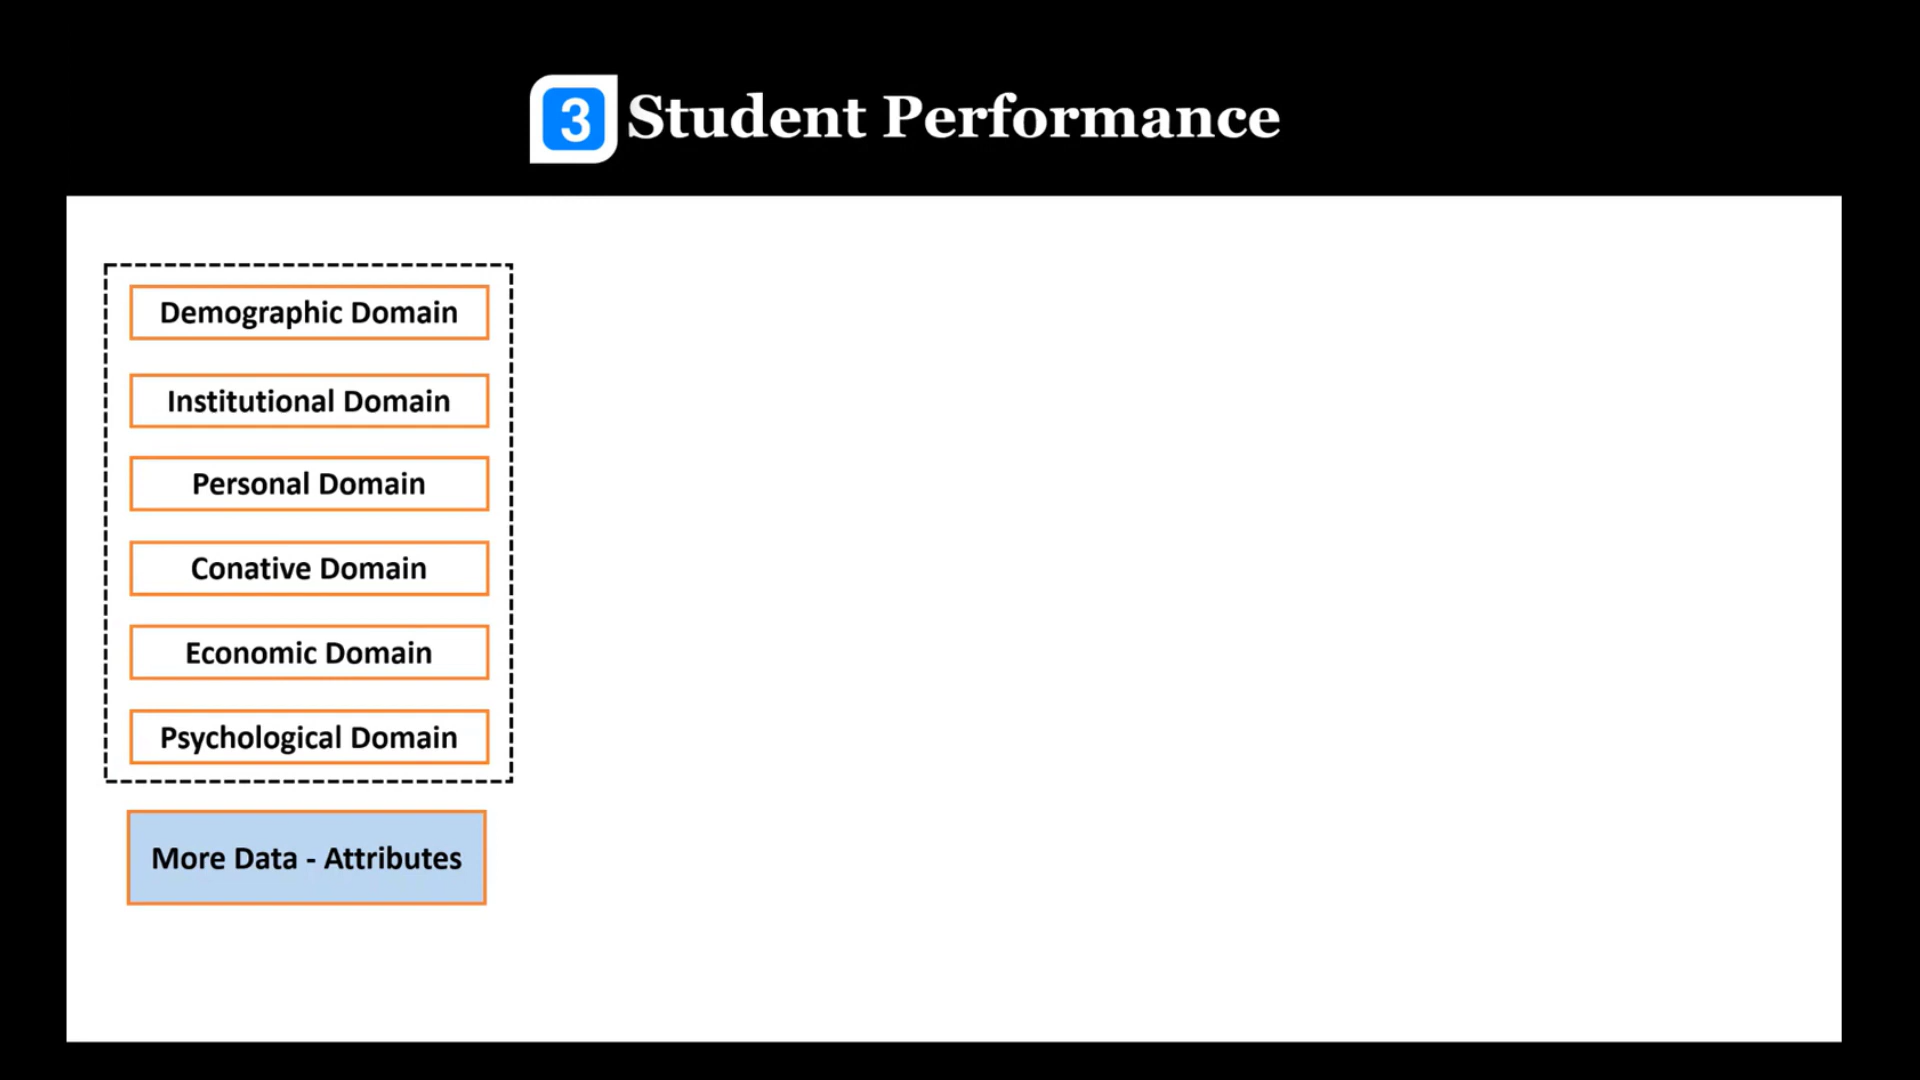 3 Student Performance
Demographic Domain
Institutional Domain
Personal Domain
Conative Domain
Economic Domain
Psychological Domain
More Data - Attributes